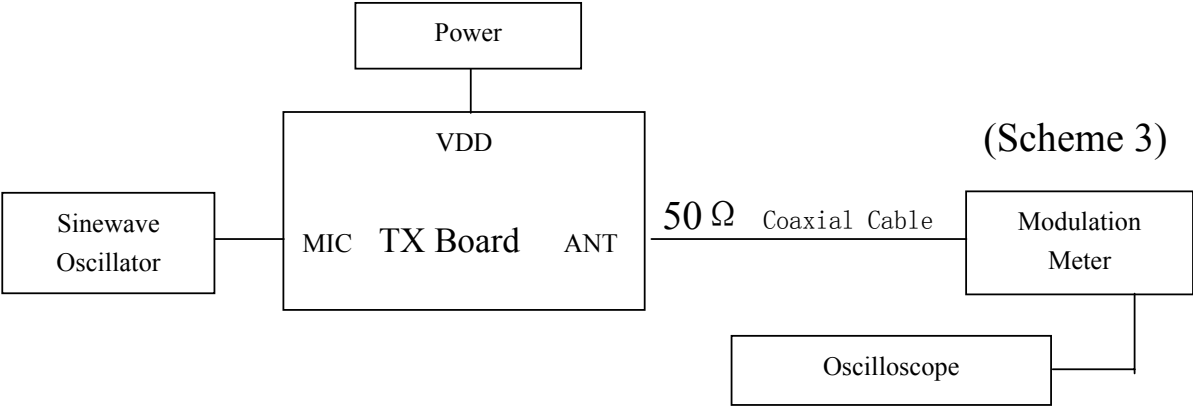 Power
VDD
(Scheme 3)
Sinewave
Oscillator
MIC TX Board ANT
50 Ω Coaxial Cable
Modulation
Meter
Oscilloscope